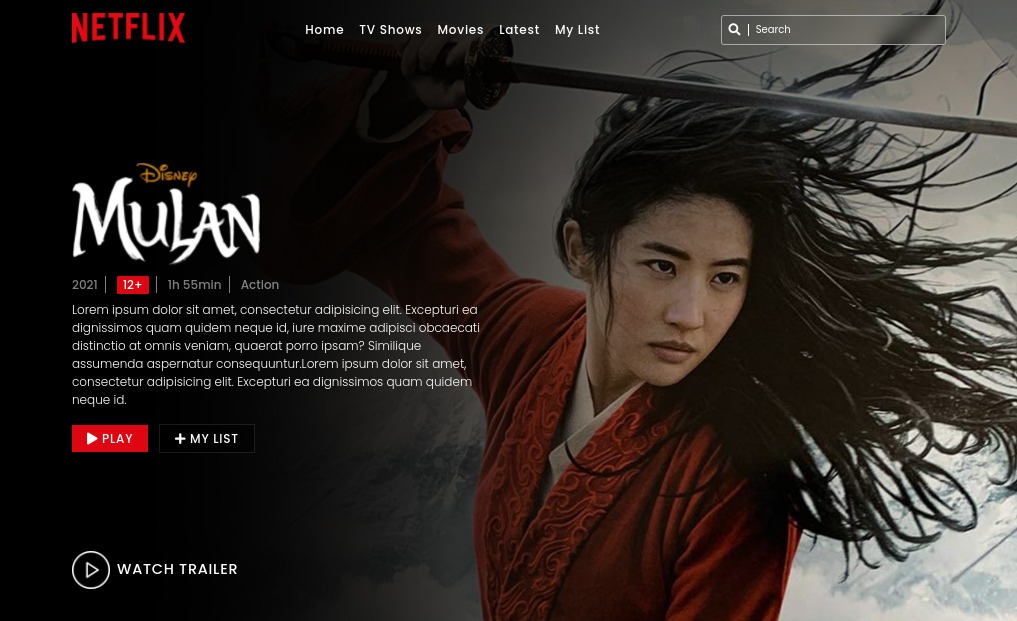 NETFLIX
Home TV Shows Movies Latest My List
Search
Disney
MULAN
2021 12+ 1h 55min Action
Lorem ipsum dolor sit amet, consectetur adipisicing elit. Excepturi ea
dignissimos quam quidem neque id, iure maxime adipisci obcaecati
distinctio at omnis veniam, quaerat porro ipsam? Similique
assumenda aspernatur consequuntur.Lorem ipsum dolor sit amet,
consectetur adipisicing elit. Excepturi ea dignissimos quam quidem
neque id.
PLAY MY LIST
WATCH TRAILER